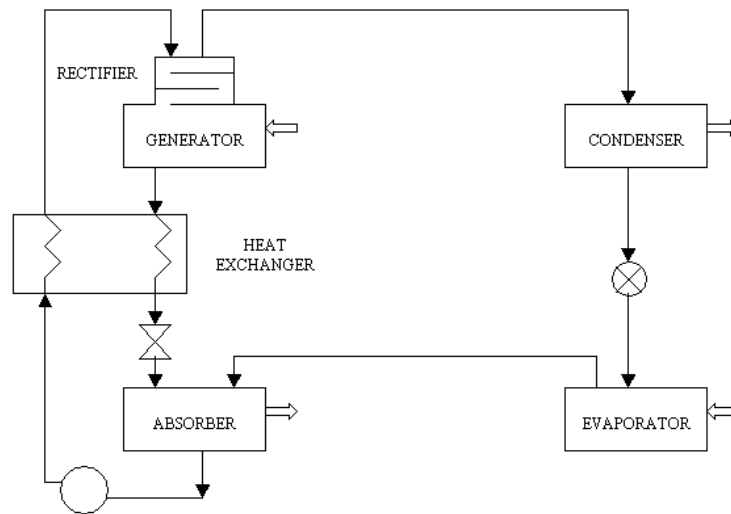 RECTIFIER
GENERATOR
CONDENSER
HEAT
EXCHANGER
ABSORBER
EVAPORATOR